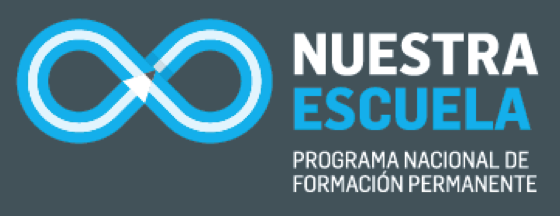 NUESTRA
ESCUELA
PROGRAMA NACIONAL DE
FORMACIÓN PERMANENTE